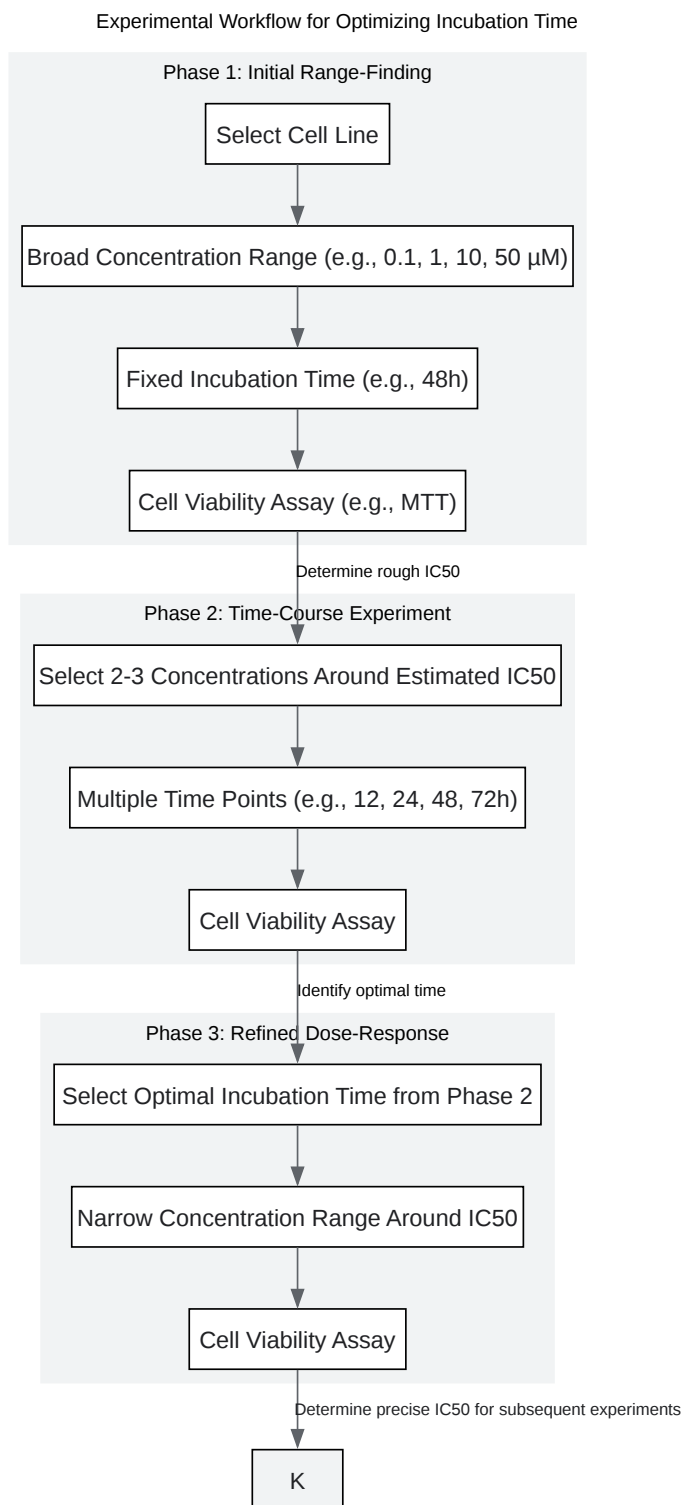 Experimental Workflow for Optimizing Incubation Time
Phase 1: Initial Range-Finding
Select Cell Line
Broad Concentration Range (e.g., 0.1, 1, 10, 50 µM)
Fixed Incubation Time (e.g., 48h)
Cell Viability Assay (e.g., MTT)
Determine rough IC50
Phase 2: Time-Course Experiment
Select 2-3 Concentrations Around Estimated IC50
Multiple Time Points (e.g., 12, 24, 48, 72h)
Cell Viability Assay
Identify optimal time
Phase 3: Refined Dose-Response
Select Optimal Incubation Time from Phase 2
Narrow Concentration Range Around IC50
Cell Viability Assay
Determine precise IC50 for subsequent experiments
K